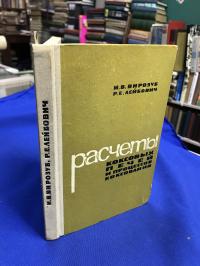 И.В.ВИРОЗУБ
Р.Е.ЛЕЙБОВИЧ
РАСЧЕТЫ
КОКСОВЫХ
ПЕЧЕЙ
И ПРОЦЕССОВ
КОКСОВАНИЯ
И.В.ВИРОЗУБ, Р.Е.ЛЕЙБОВИЧ